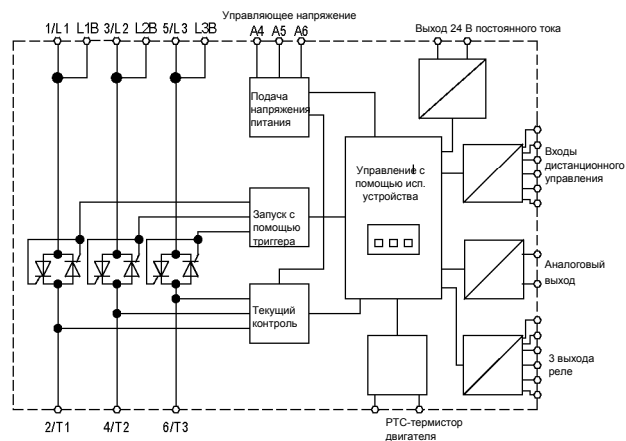 Управляющее напряжение
Выход 24 В постоянного тока
1/L1 L1B 3/L2 L2B 5/L3 L3B
A4 A5 A6
Подача
напряжения
питания
Управление с
помощью исп.
устройства
Входы
дистанционного
управления
Запуск с
помощью
триггера
Аналоговый
выход
Текущий
контроль
3 выхода
реле
2/T1 4/T2 6/T3
PTC-термистор
двигателя